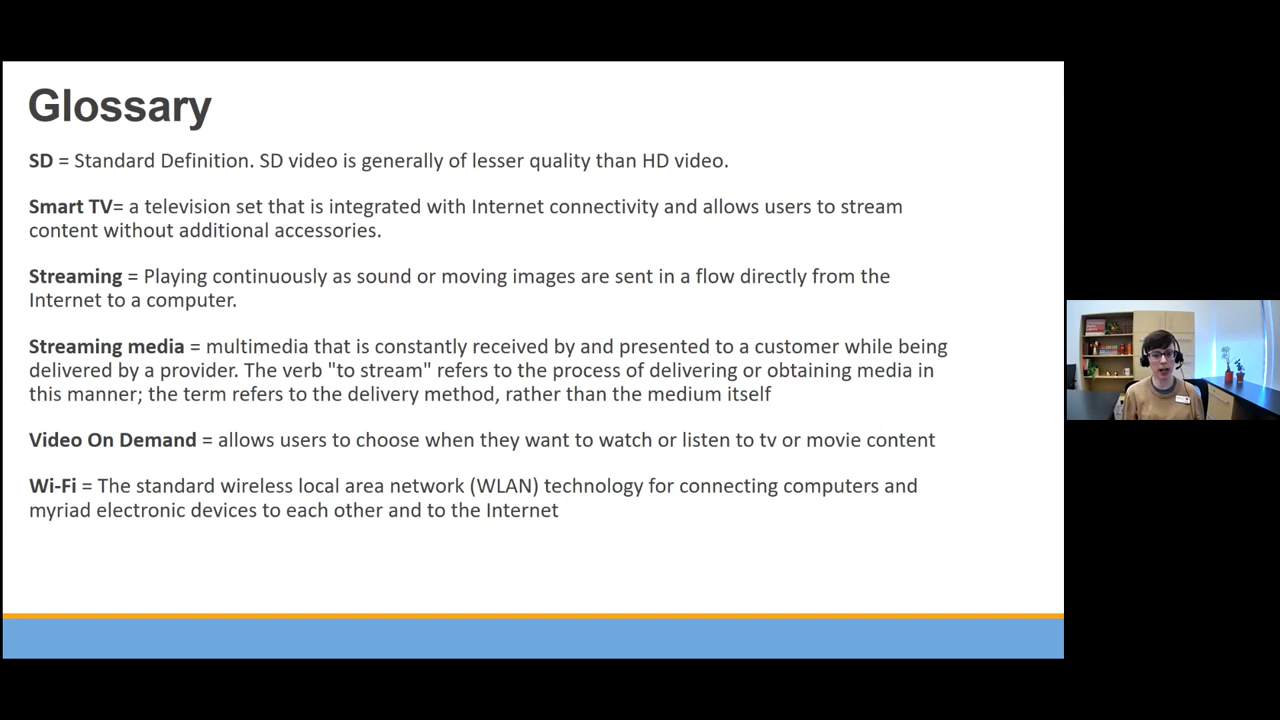 Glossary
SD = Standard Definition. SD video is generally of lesser quality than HD video.
Smart TV= a television set that is integrated with Internet connectivity and allows users to stream
content without additional accessories.
Streaming = Playing continuously as sound or moving images are sent in a flow directly from the
Internet to a computer.
Streaming media = multimedia that is constantly received by and presented to a customer while being
delivered by a provider. The verb "to stream" refers to the process of delivering or obtaining media in
this manner; the term refers to the delivery method, rather than the medium itself
Video On Demand = allows users to choose when they want to watch or listen to tv or movie content
Wi-Fi = The standard wireless local area network (WLAN) technology for connecting computers and
myriad electronic devices to each other and to the Internet